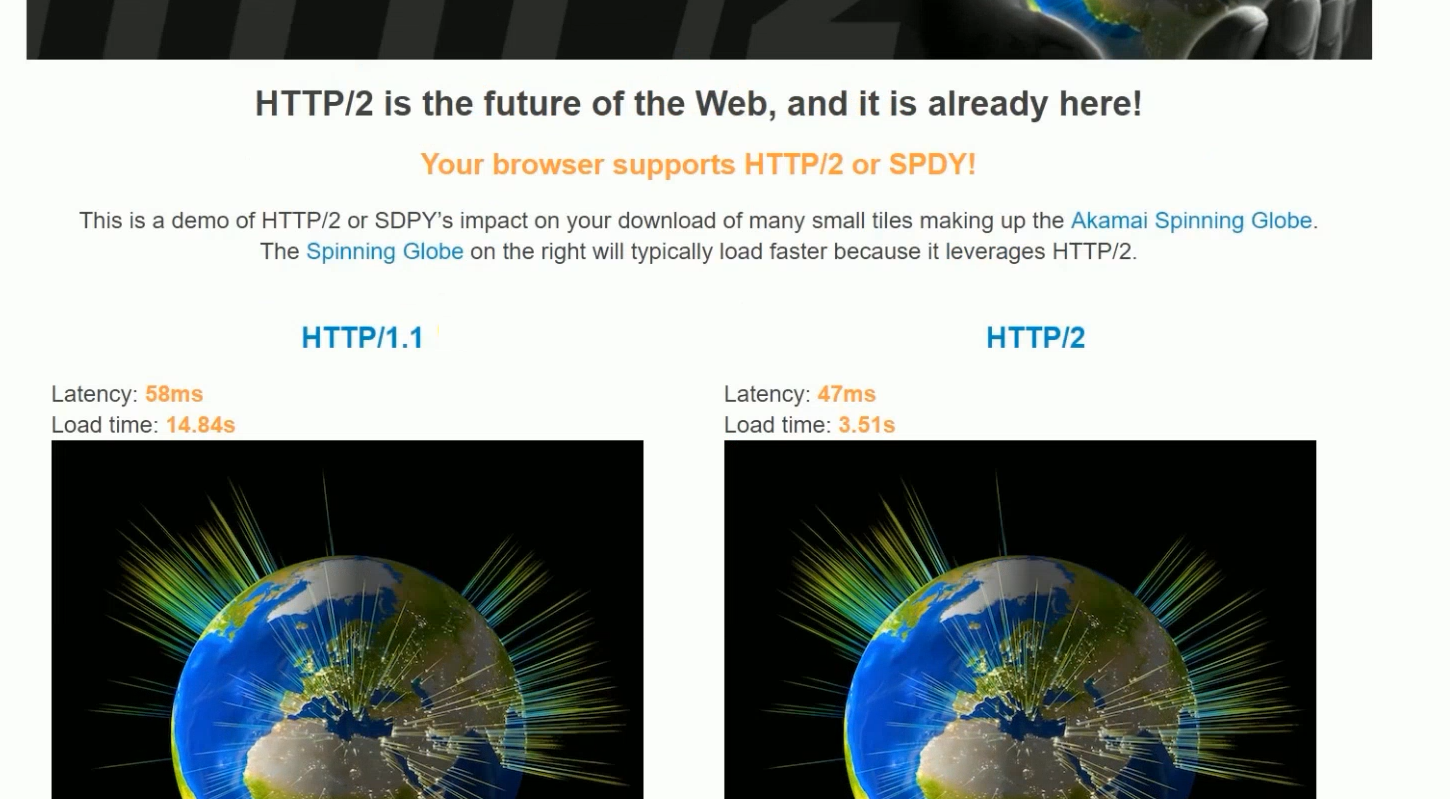 HTTP/2 is the future of the Web, and it is already here!
Your browser supports HTTP/2 or SPDY!
This is a demo of HTTP/2 or SDPY's impact on your download of many small tiles making up the Akamai Spinning Globe.
The Spinning Globe on the right will typically load faster because it leverages HTTP/2.
HTTP/1.1
Latency: 58ms
Load time: 14.84s
HTTP/2
Latency: 47ms
Load time: 3.51s